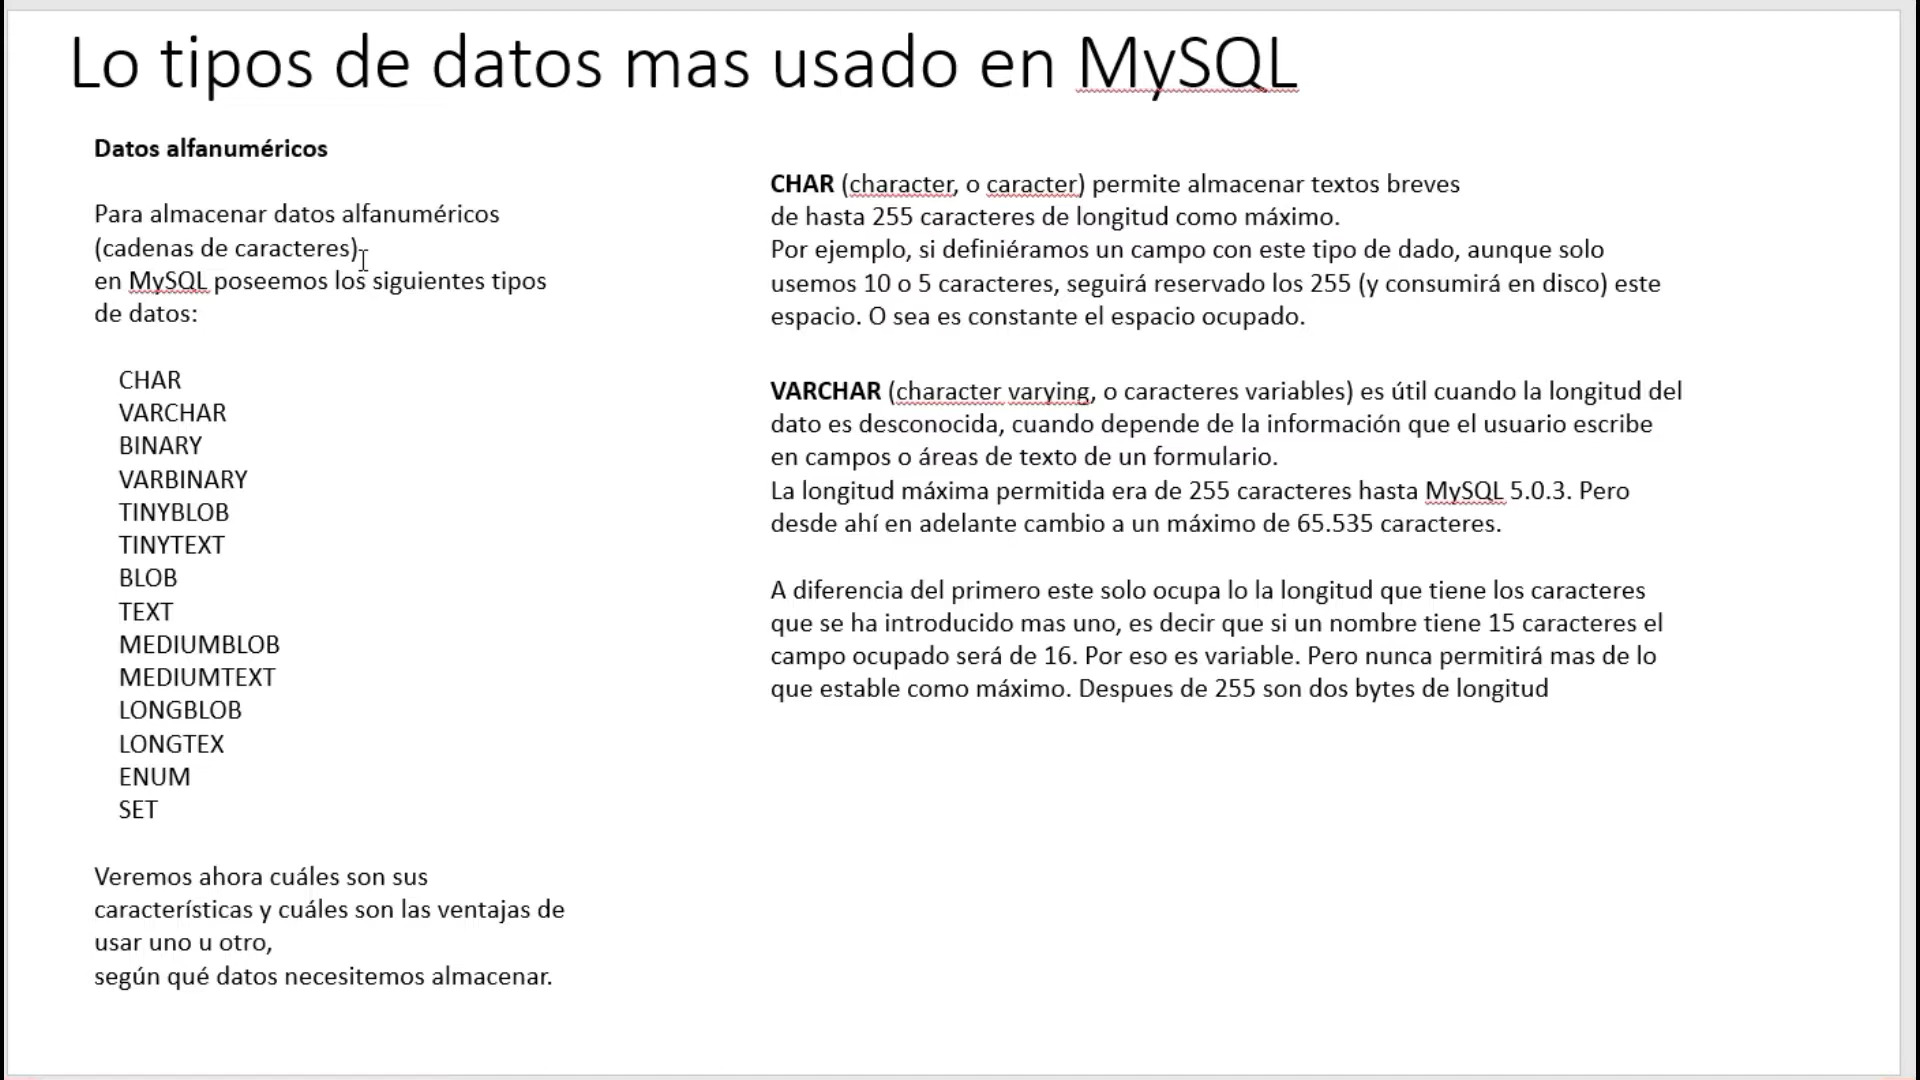 Lo tipos de datos mas usado en MySQL
Datos alfanuméricos
Para almacenar datos alfanuméricos
(cadenas de caracteres)
en MySQL poseemos los siguientes tipos
de datos:
CHAR
VARCHAR
BINARY
VARBINARY
TINYBLOB
TINYTEXT
BLOB
TEXT
MEDIUMBLOB
MEDIUMTEXT
LONGBLOB
LONGTEX
ENUM
SET
Veremos ahora cuáles son sus
características y cuáles son las ventajas de
usar uno u otro,
según qué datos necesitemos almacenar.
CHAR (character, o caracter) permite almacenar textos breves
de hasta 255 caracteres de longitud como máximo.
Por ejemplo, si definiéramos un campo con este tipo de dado, aunque solo
usemos 10 o 5 caracteres, seguirá reservado los 255 (y consumirá en disco) este
espacio. O sea es constante el espacio ocupado.
VARCHAR (character varying, o caracteres variables) es útil cuando la longitud del
dato es desconocida, cuando depende de la información que el usuario escribe
en campos o áreas de texto de un formulario.
La longitud máxima permitida era de 255 caracteres hasta MySQL 5.0.3. Pero
desde ahí en adelante cambio a un máximo de 65.535 caracteres.
A diferencia del primero este solo ocupa lo la longitud que tiene los caracteres
que se ha introducido mas uno, es decir que si un nombre tiene 15 caracteres el
campo ocupado será de 16. Por eso es variable. Pero nunca permitirá mas de lo
que estable como máximo. Despues de 255 son dos bytes de longitud